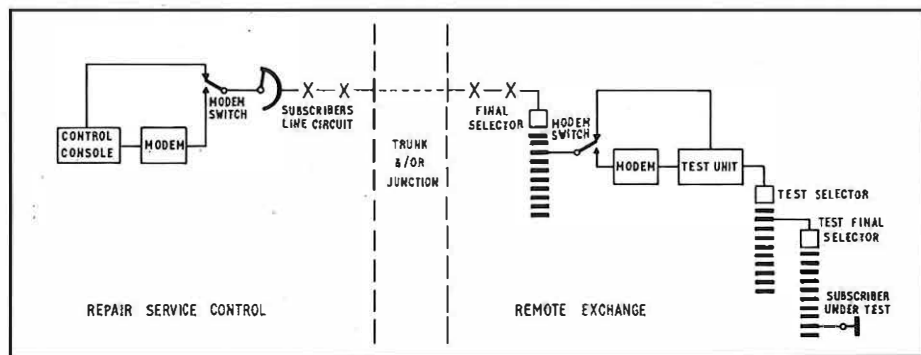 CONTROL
CONSOLE
MODEM
MODEM
SWITCH
SUBSCRIBERS
LINE CIRCUIT
TRUNK
&/OR
JUNCTION
FINAL
SELECTOR
MODEM
SWITCH
MODEM
TEST UNIT
TEST SELECTOR
TEST FINAL
SELECTOR
SUBSCRIBER
UNDER TEST
REPAIR SERVICE CONTROL
REMOTE EXCHANGE